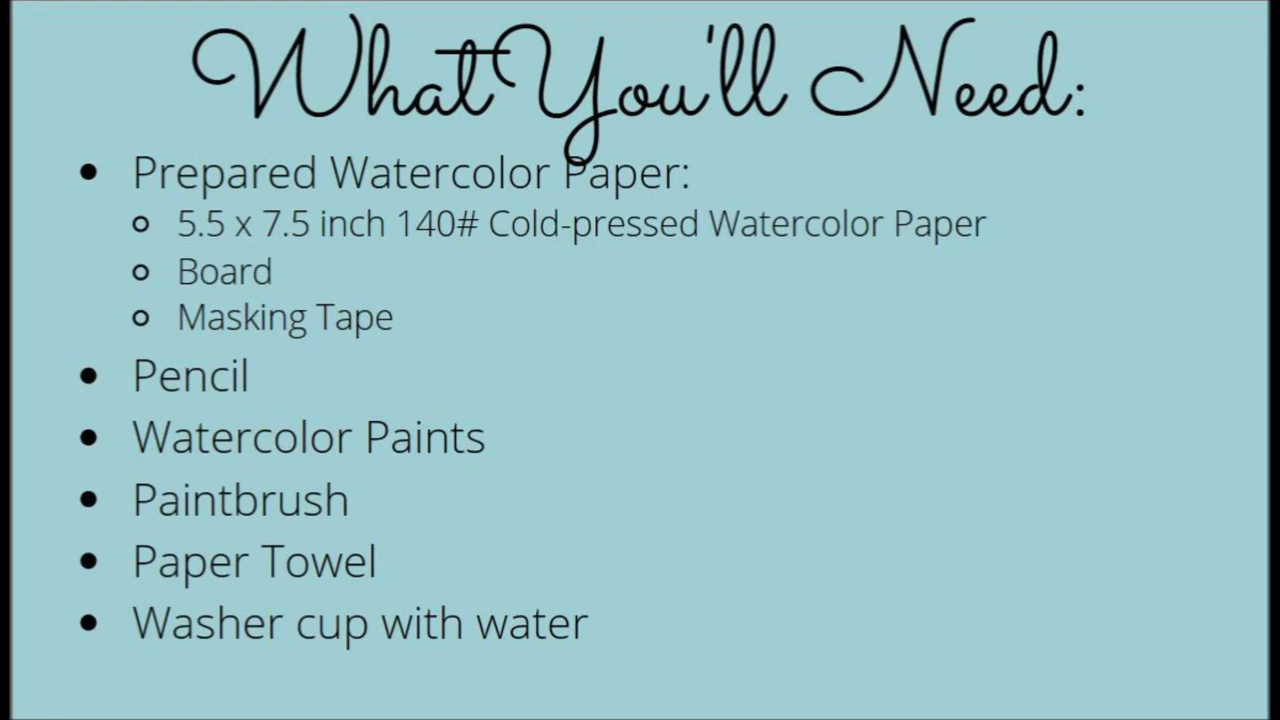 What You'll Need:
• Prepared Watercolor Paper:
o 5.5 x 7.5 inch 140# Cold-pressed Watercolor Paper
o Board
o Masking Tape
• Pencil
• Watercolor Paints
• Paintbrush
• Paper Towel
• Washer cup with water